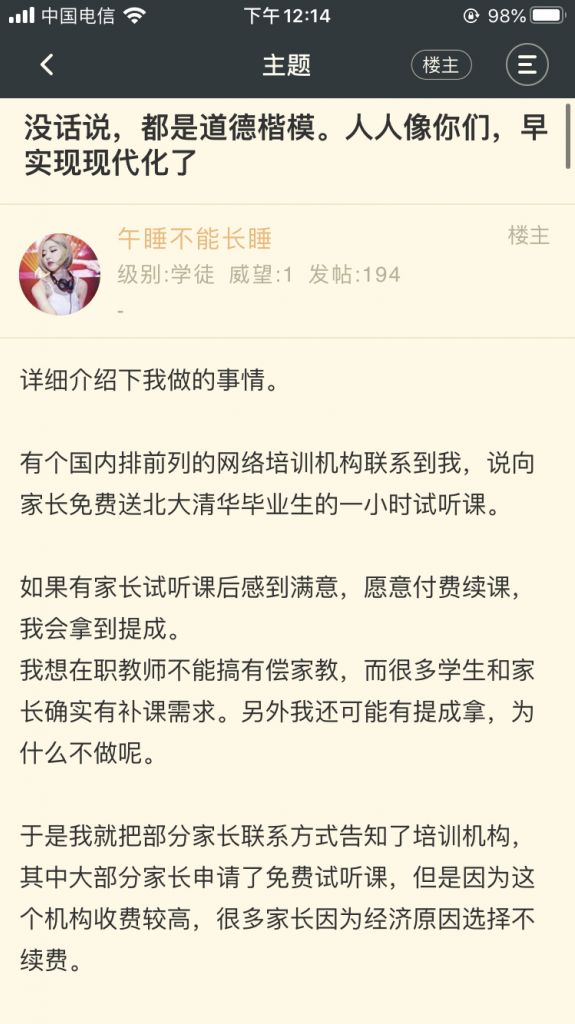 中国电信
下午12:14
98%
主题
楼主
没话说，都是道德楷模。人人像你们，早
实现现代化了
午睡不能长睡
楼主
级别:学徒 威望:1 发帖:194
-
详细介绍下我做的事情。
有个国内排前列的网络培训机构联系到我，说向
家长免费送北大清华毕业生的一小时试听课。
如果有家长试听课后感到满意，愿意付费续课，
我会拿到提成。
我想在职教师不能搞有偿家教，而很多学生和家
长确实有补课需求。另外我还可能有提成拿，为
什么不做呢。
于是我就把部分家长联系方式告知了培训机构，
其中大部分家长申请了免费试听课，但是因为这
个机构收费较高，很多家长因为经济原因选择不
续费。